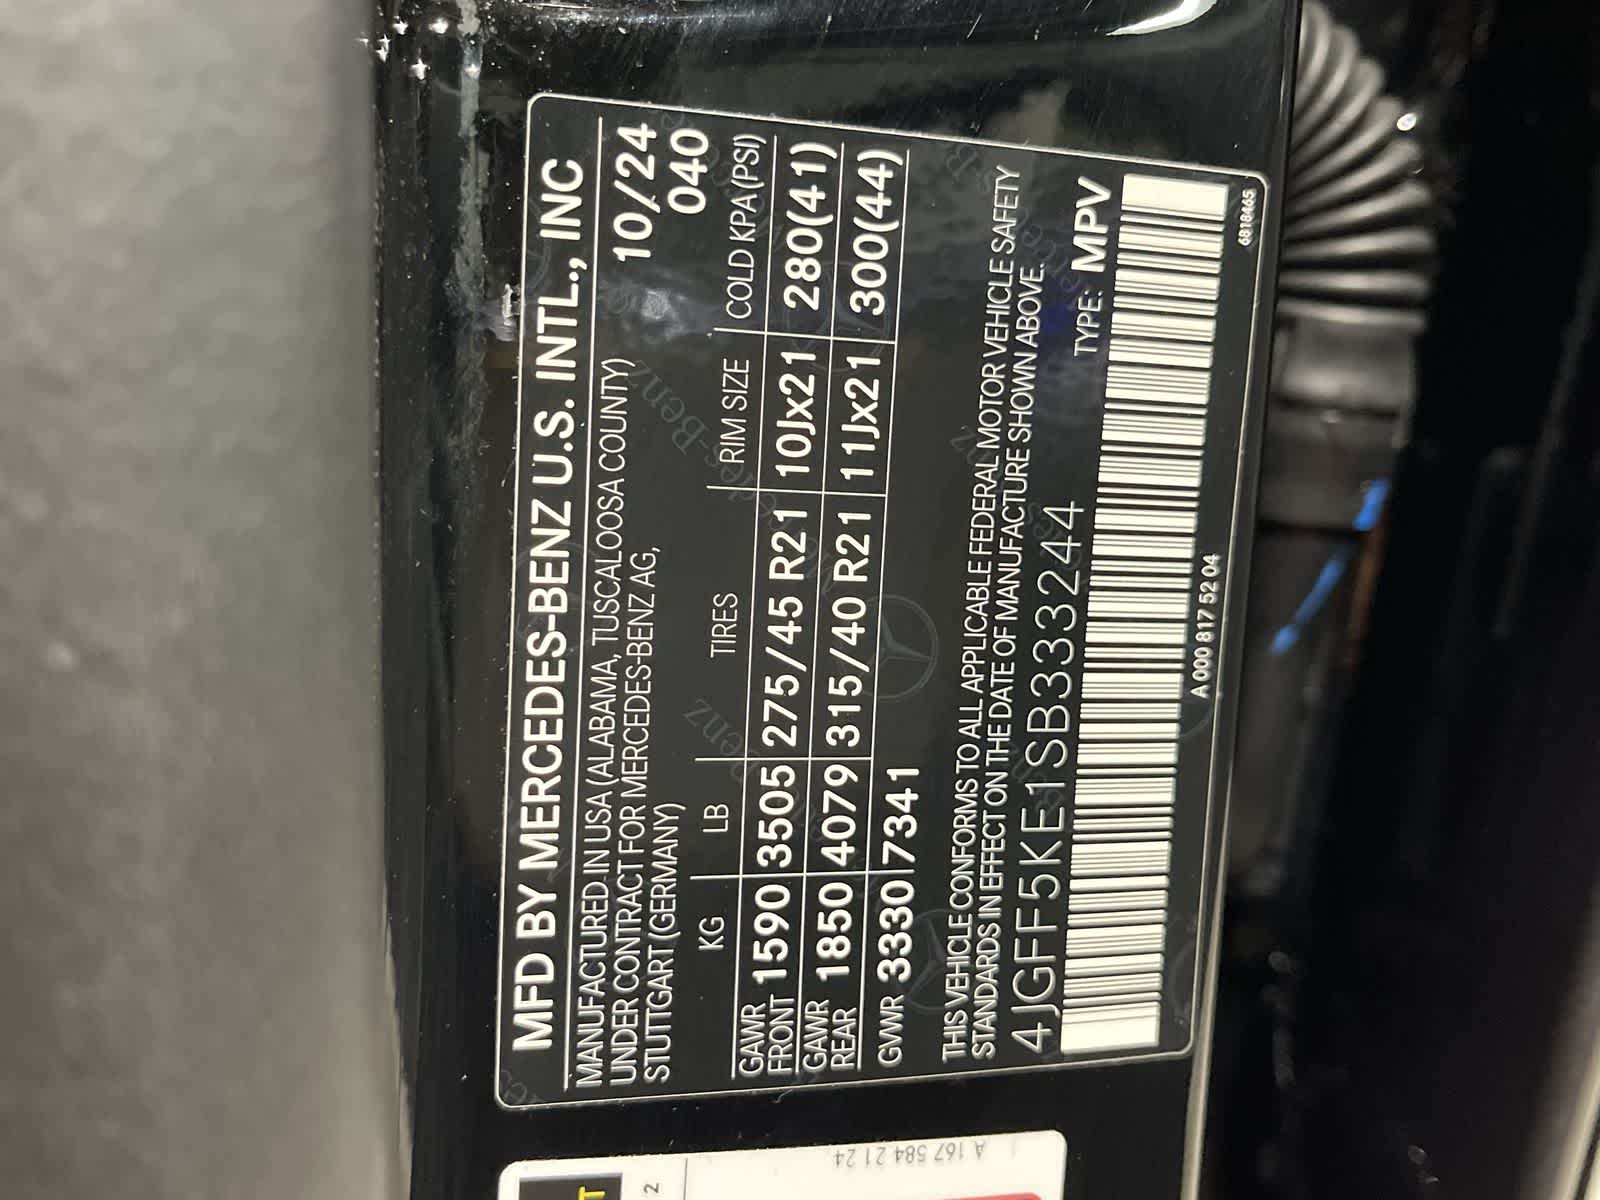 MFD BY MERCEDES-BENZ U.S. INTL., INC
MANUFACTURED IN USA (ALABAMA, TUSCALOOSA COUNTY) 10/24
UNDER CONTRACT FOR MERCEDES-BENZ AG, 040
STUTTGART (GERMANY)
KG LB TIRES RIM SIZE COLD KPA(PSI)
GAWR FRONT 1590 3505 275/45 R21 10Jx21 280(41)
GAWR REAR 1850 4079 315/40 R21 11Jx21 300(44)
GVWR 3330 7341
THIS VEHICLE CONFORMS TO ALL APPLICABLE FEDERAL MOTOR VEHICLE SAFETY
STANDARDS IN EFFECT ON THE DATE OF MANUFACTURE SHOWN ABOVE.
4JGFF5KE1SB333244 TYPE: MPV
A 000 817 52 04 6818465
A 167 584 21 24
2